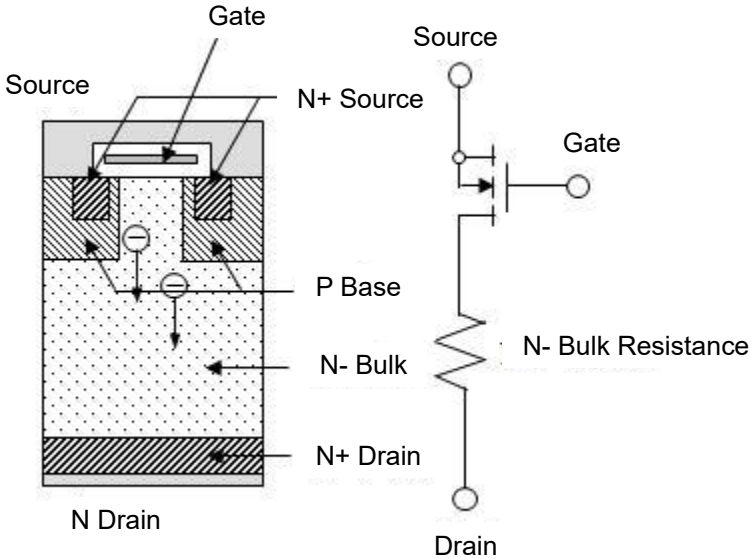 Gate
Source
N+ Source
P Base
N- Bulk
N+ Drain
N Drain
Source
Gate
N- Bulk Resistance
Drain